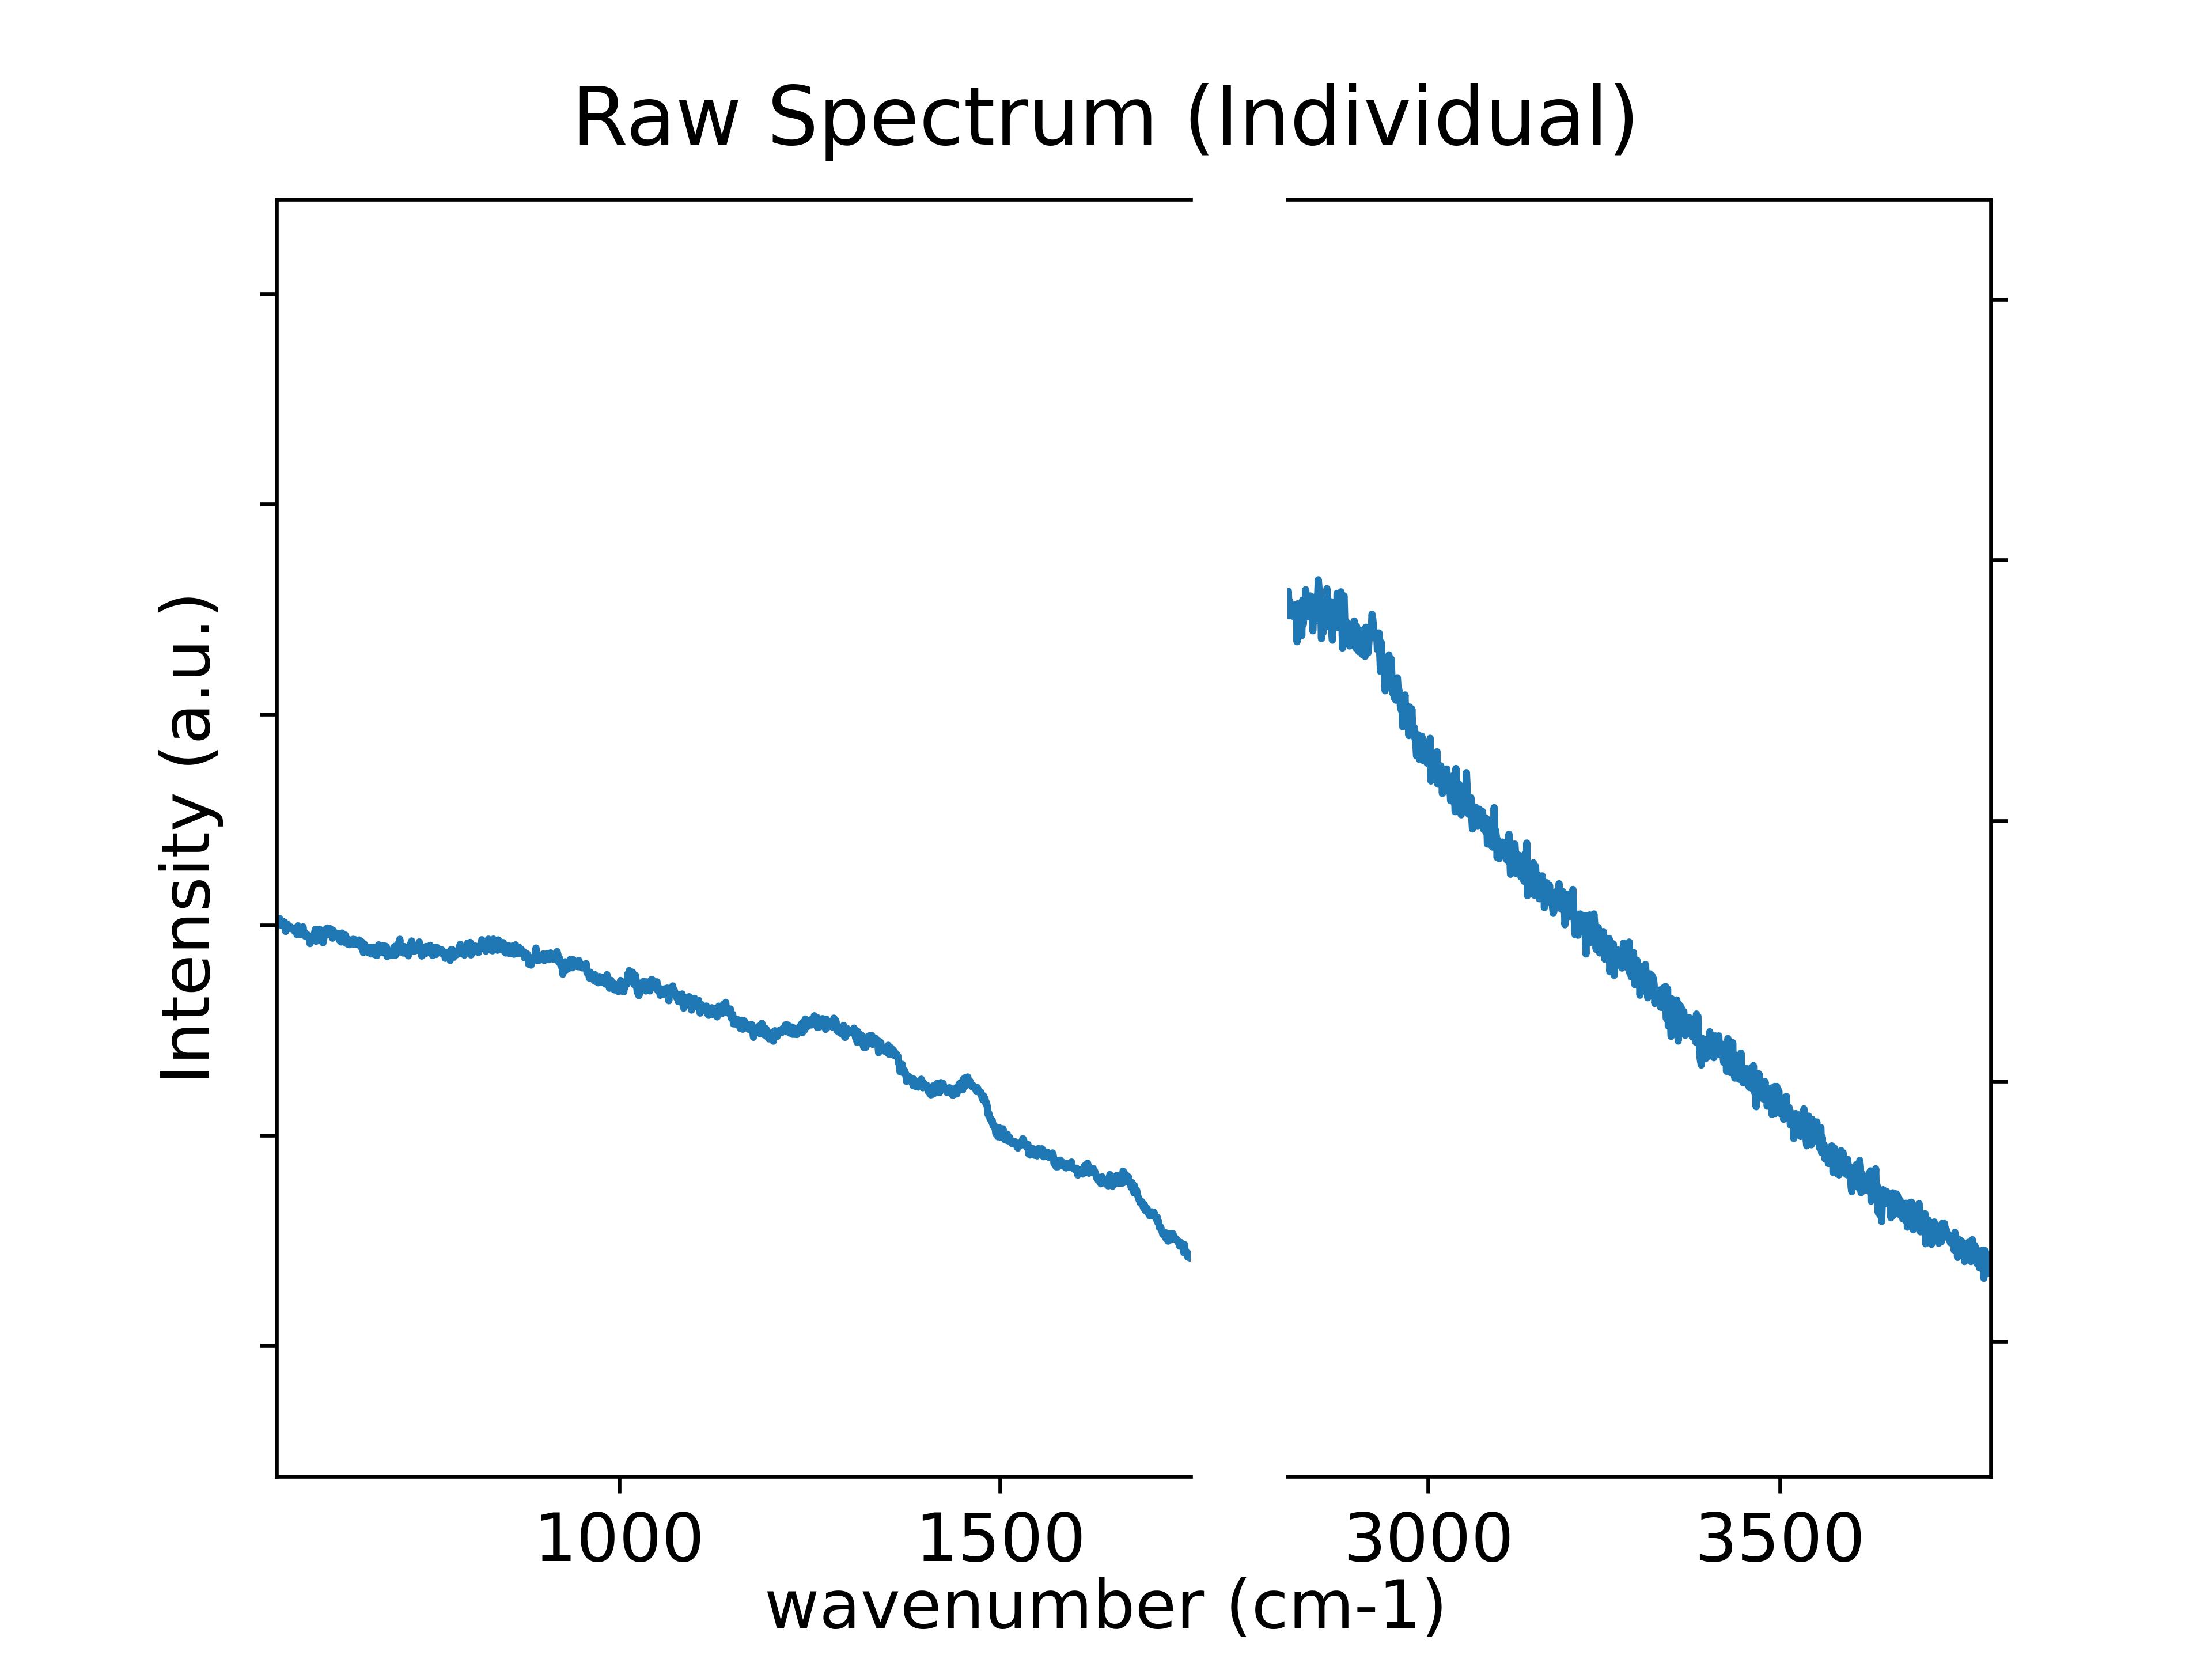 Raw Spectrum (Individual)
Intensity (a.u.)
1000 1500 3000 3500
wavenumber (cm-1)